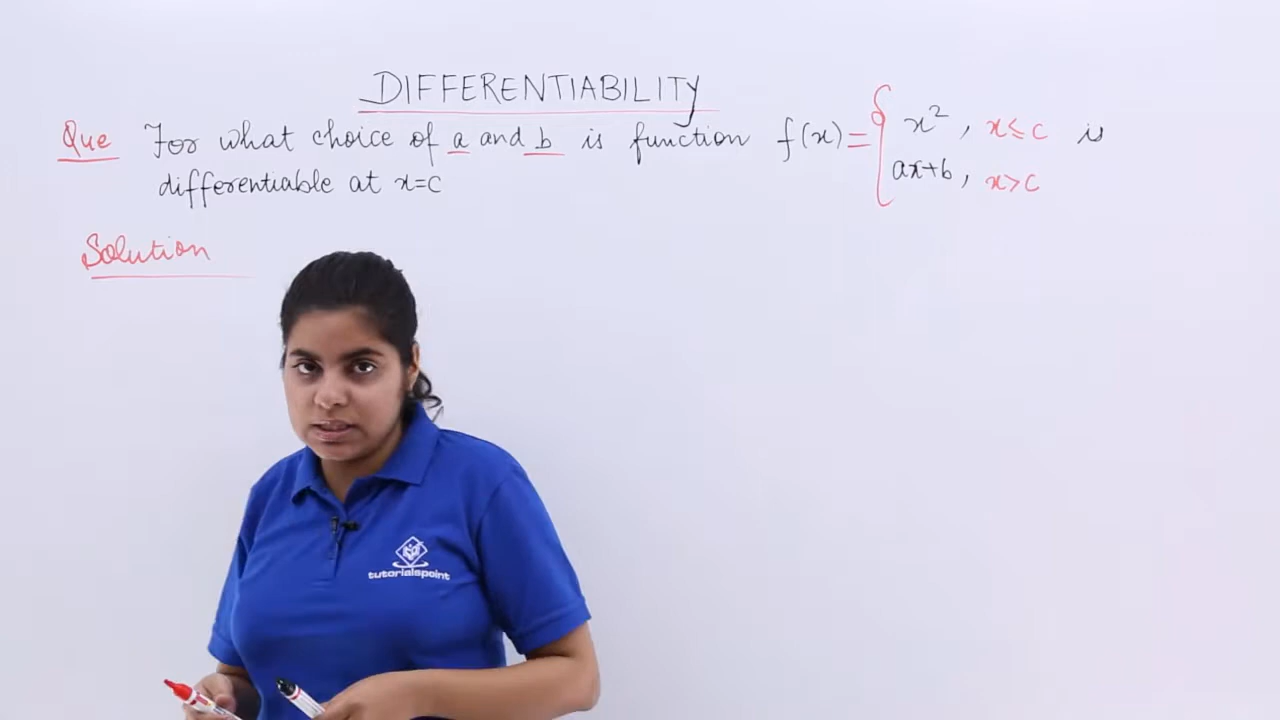 DIFFERENTIABILITY
Que For what choice of a and b is function f(x) = { x², x≤c is
ax+b, x>c
differentiable at x=c
Solution
tutorialspoint